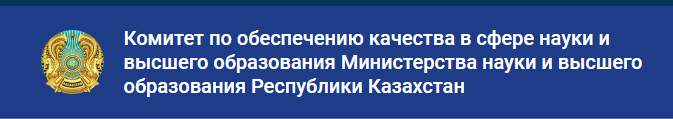 Комитет по обеспечению качества в сфере науки и
высшего образования Министерства науки и высшего
образования Республики Казахстан